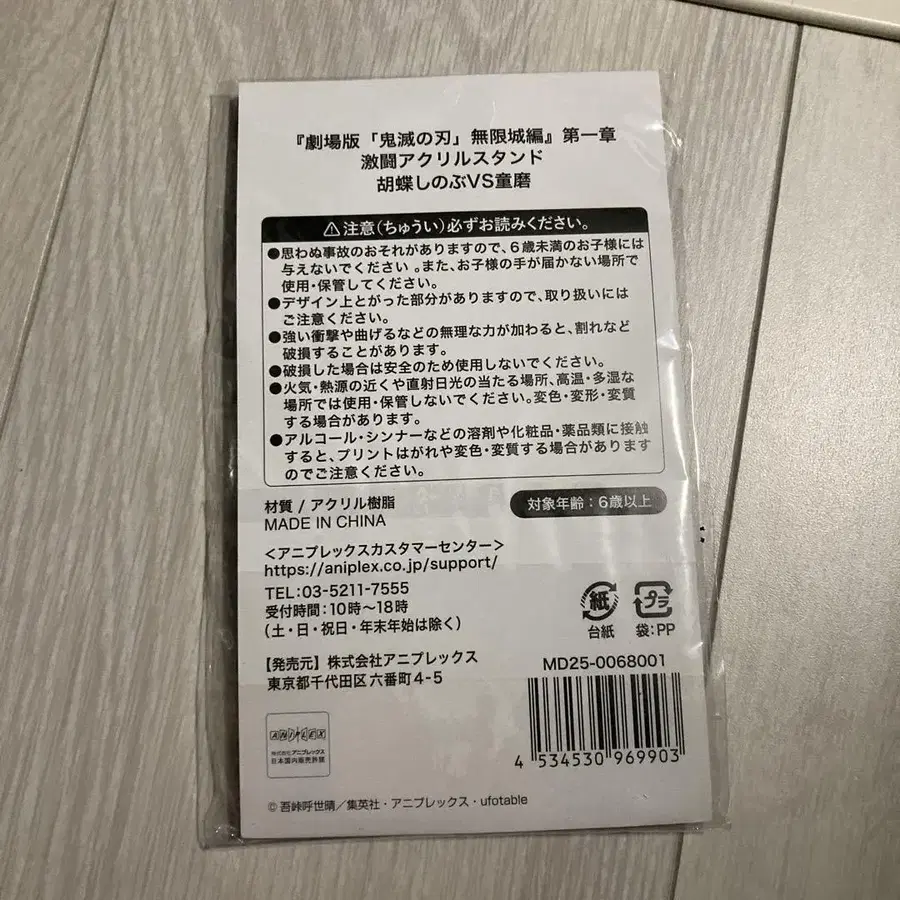 『劇場版「鬼滅の刃」無限城編』第一章
激闘アクリルスタンド
胡蝶しのぶVS童磨
⚠注意(ちゅうい)必ずお読みください。
●思わぬ事故のおそれがありますので、6歳未満のお子様には
与えないでください。また、お子様の手が届かない場所で
使用・保管してください。
●デザイン上とがった部分がありますので、取り扱いには
ご注意ください。
●強い衝撃や曲げるなどの無理な力が加わると、割れなど
破損することがあります。
●破損した場合は安全のため使用しないでください。
●火気・熱源の近くや直射日光の当たる場所、高温・多湿な
場所では使用・保管しないでください。変色・変形・変質
する場合があります。
●アルコール・シンナーなどの溶剤や化粧品・薬品類に接触
すると、プリントはがれや変色・変質する場合があります
のでご注意ください。
材質 / アクリル樹脂
対象年齢:6歳以上
MADE IN CHINA
<アニプレックスカスタマーセンター>
https://aniplex.co.jp/support/
TEL:03-5211-7555
受付時間:10時〜18時
(土・日・祝日・年末年始は除く)
紙
台紙
プラ
袋:PP
【発売元】株式会社アニプレックス
東京都千代田区六番町4-5
MD25-0068001
4 534530 969903
ANIPLEX
株式会社アニプレックス
日本国内販売許諾
© 吾峠呼世晴/集英社・アニプレックス・ufotable